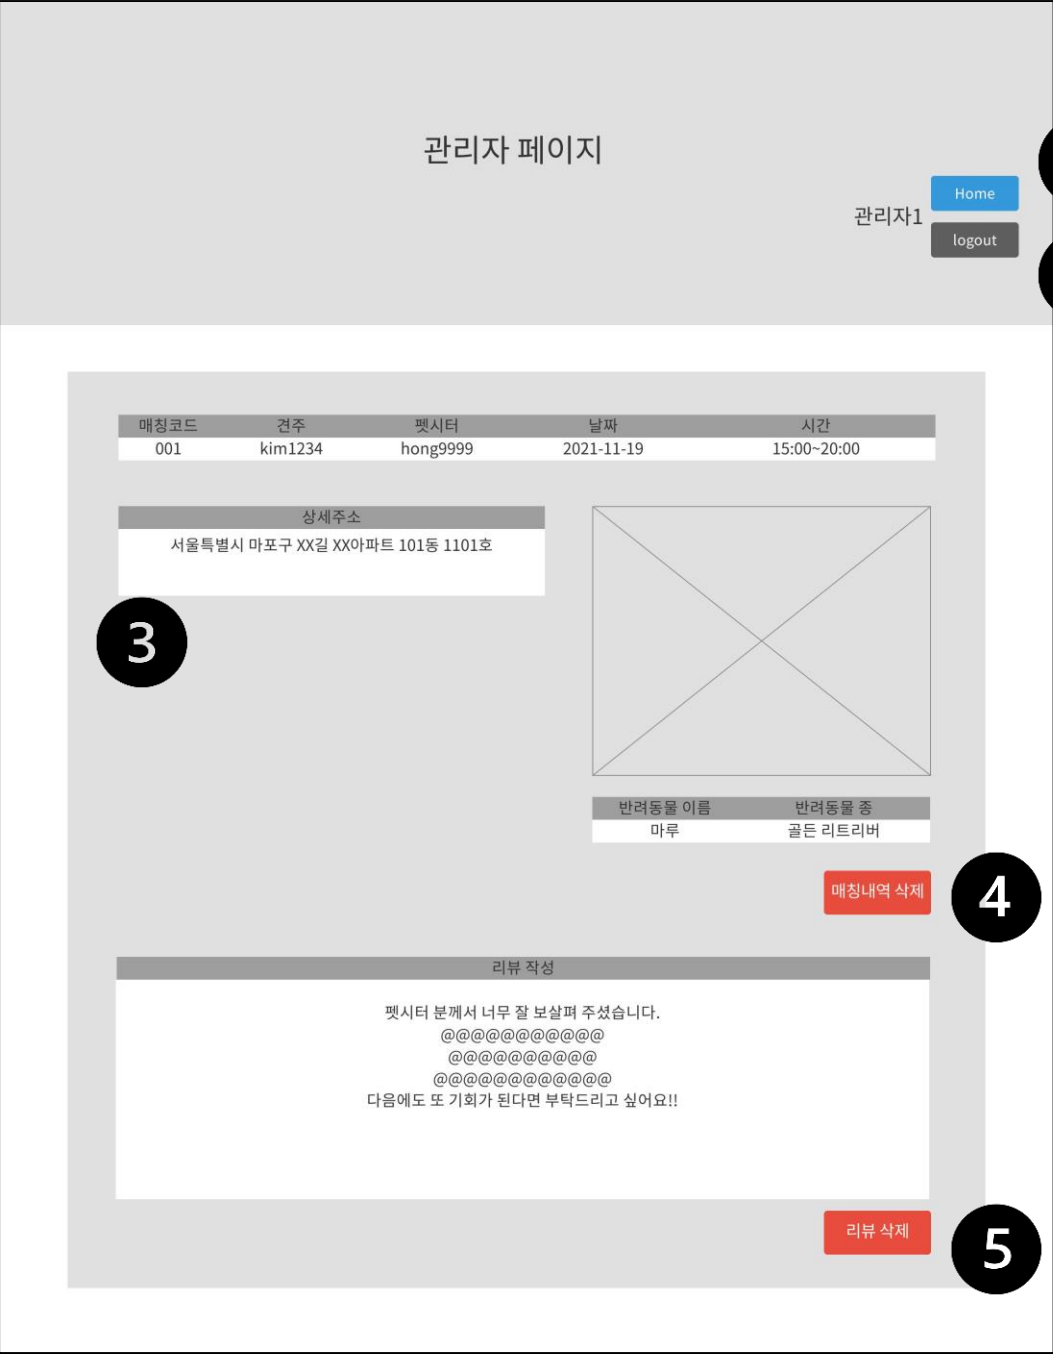 관리자 페이지
Home
관리자1
logout
매칭코드 견주 펫시터 날짜 시간
001 kim1234 hong9999 2021-11-19 15:00~20:00
상세주소
서울특별시 마포구 XX길 XX아파트 101동 1101호
3
반려동물 이름 반려동물 종
마루 골든 리트리버
매칭내역 삭제
4
리뷰 작성
펫시터 분께서 너무 잘 보살펴 주셨습니다.
@@@@@@@@@@@
@@@@@@@@@@
@@@@@@@@@@@@
다음에도 또 기회가 된다면 부탁드리고 싶어요!!
리뷰 삭제
5